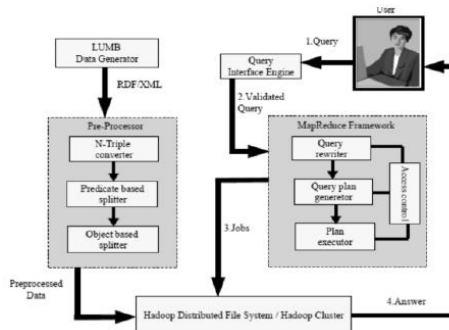 User
LUMB
Data Generator
1.Query
Query
Interface Engine
RDF/XML
2.Validated
Query
Pre-Processor
N-Triple
converter
Predicate based
splitter
Object based
splitter
MapReduce Framework
Query
rewriter
Query plan
generetor
Plan
executor
Access control
3.Jobs
Preprocessed
Data
Hadoop Distributed File System / Hadoop Cluster
4.Answer